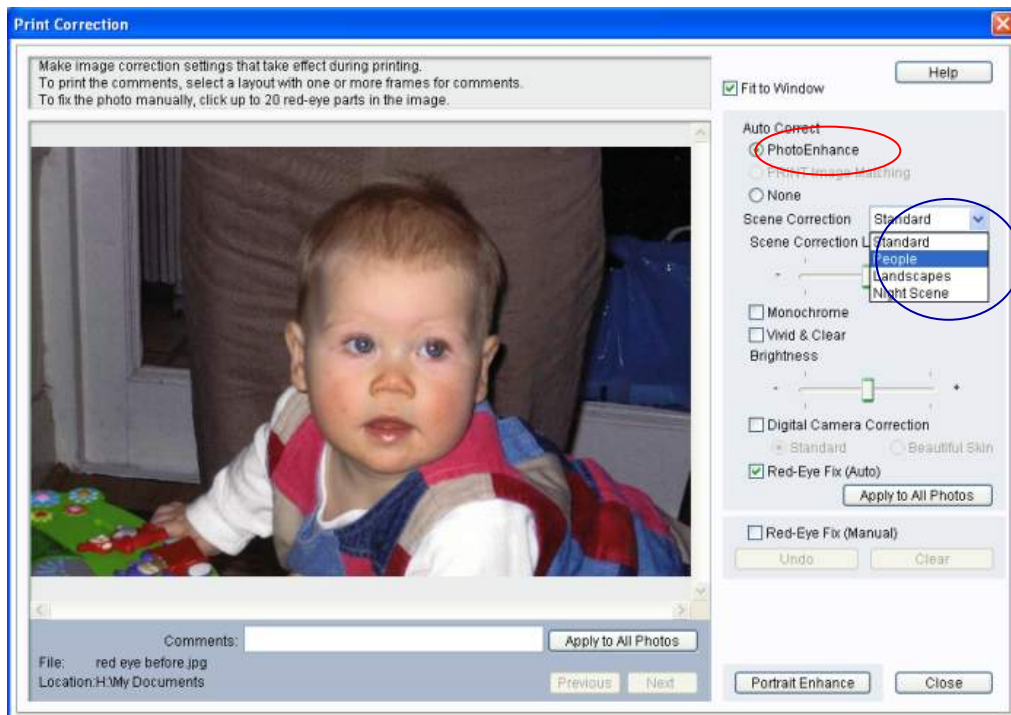 Print Correction
Make image correction settings that take effect during printing.
To print the comments, select a layout with one or more frames for comments.
To fix the photo manually, click up to 20 red-eye parts in the image.
Help
Fit to Window
Auto Correct
PhotoEnhance
PRINT Image Matching
None
Scene Correction Standard
Scene Correction L Standard
People
Landscapes
Night Scene
- 
Monochrome
Vivid & Clear
Brightness
- +
Digital Camera Correction
Standard Beautiful Skin
Red-Eye Fix (Auto)
Apply to All Photos
Red-Eye Fix (Manual)
Undo Clear
Comments: Apply to All Photos
File: red eye before.jpg
Location:H:\My Documents
Previous Next
Portrait Enhance Close